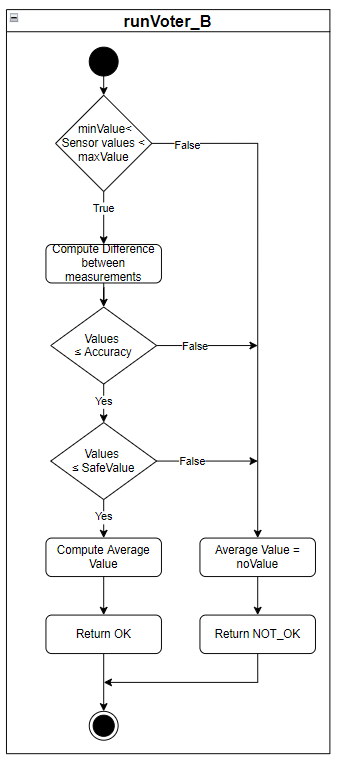 runVoter_B
minValue<
Sensor values <
maxValue
False
True
Compute Difference
between
measurements
Values
≤ Accuracy
False
Yes
Values
≤ SafeValue
False
Yes
Compute Average
Value
Average Value =
noValue
Return OK
Return NOT_OK